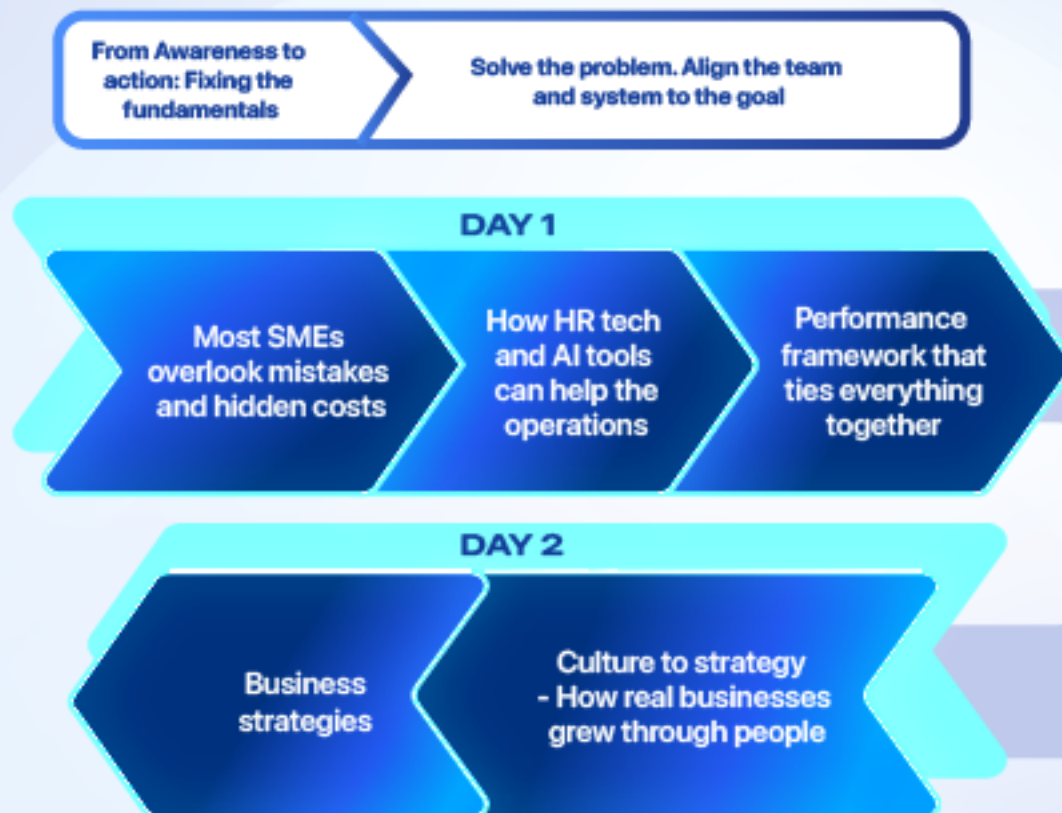 From Awareness to
action: Fixing the
fundamentals
Solve the problem. Align the team
and system to the goal
DAY 1
Most SMEs
overlook mistakes
and hidden costs
How HR tech
and AI tools
can help the
operations
Performance
framework that
ties everything
together
DAY 2
Business
strategies
Culture to strategy
- How real businesses
grew through people